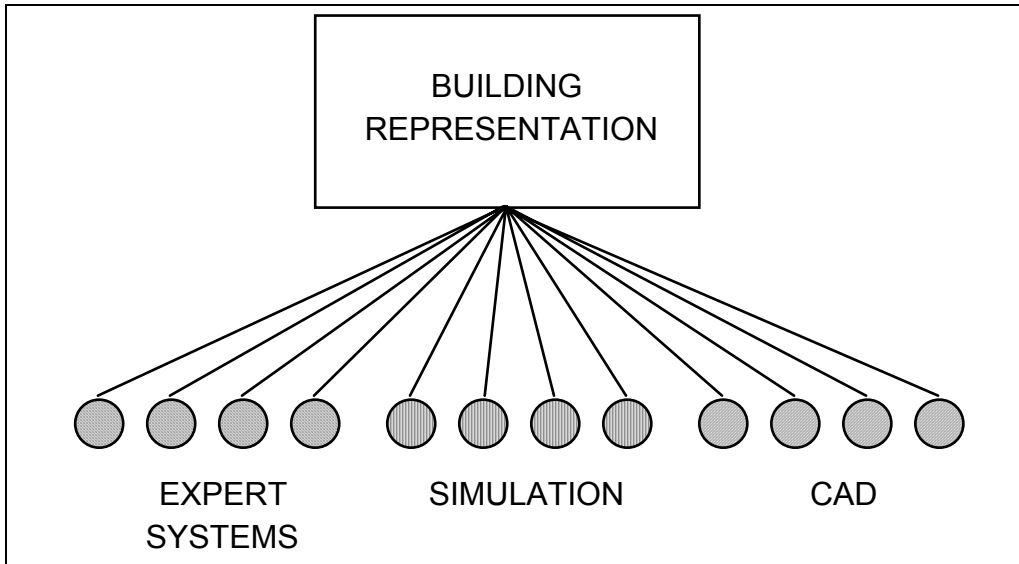 BUILDING
REPRESENTATION
EXPERT
SYSTEMS
SIMULATION
CAD